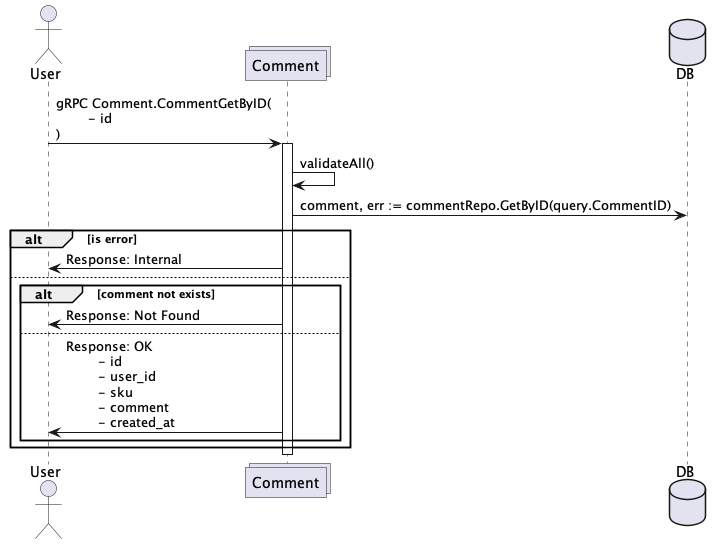 User
Comment
DB
gRPC Comment.CommentGetByID(
- id
)
validateAll()
comment, err := commentRepo.GetByID(query.CommentID)
alt [is error]
Response: Internal
alt [comment not exists]
Response: Not Found
Response: OK
- id
- user_id
- sku
- comment
- created_at
User
Comment
DB